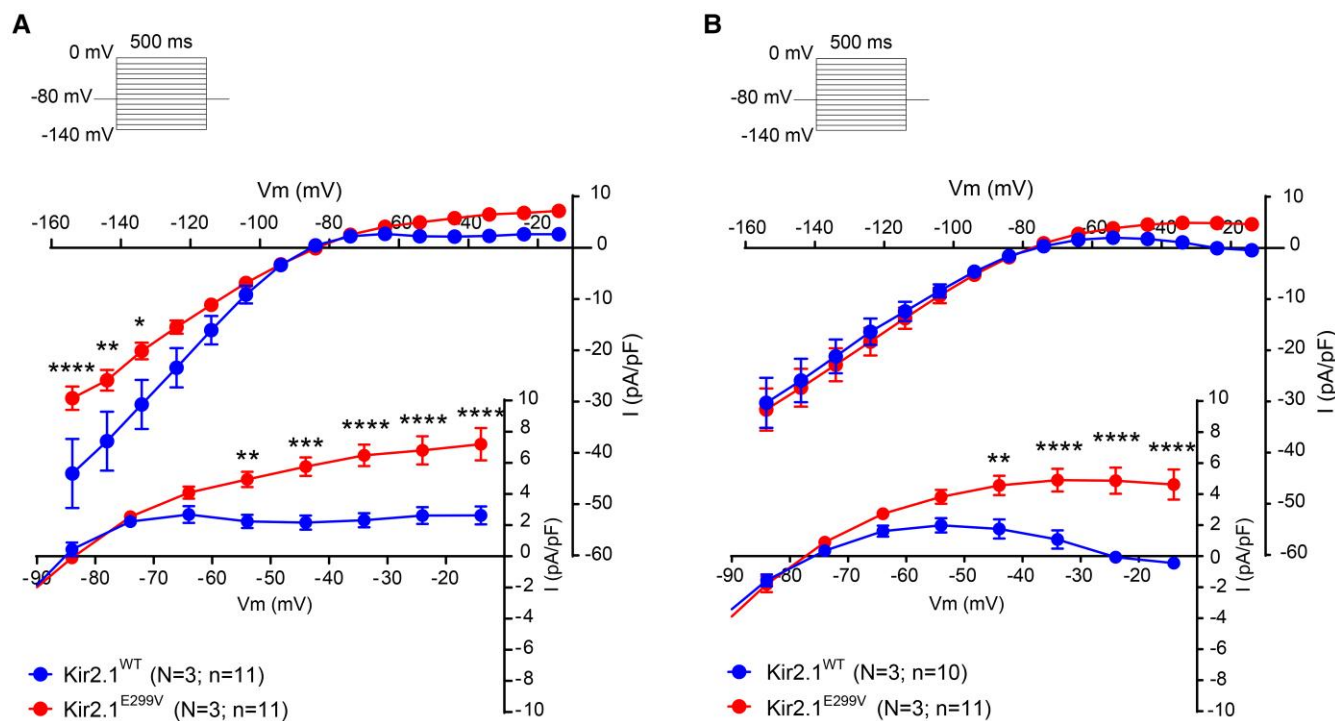 A
0 mV
500 ms
-80 mV
-140 mV
Vm (mV)
-160 -140 -120 -100 -80 -60 -40 -20
10
0
-10
-20
-30
-40
-50
-60
I (pA/pF)
**** ** *
** *** **** **** ****
10
8
6
4
2
0
-2
-4
-6
-8
-10
I (pA/pF)
-90 -80 -70 -60 -50 -40 -30 -20
Vm (mV)
Kir2.1WT (N=3; n=11)
Kir2.1E299V (N=3; n=11)
B
0 mV
500 ms
-80 mV
-140 mV
Vm (mV)
-160 -140 -120 -100 -80 -60 -40 -20
10
0
-10
-20
-30
-40
-50
-60
I (pA/pF)
** **** **** ****
10
8
6
4
2
0
-2
-4
-6
-8
-10
I (pA/pF)
-90 -80 -70 -60 -50 -40 -30 -20
Vm (mV)
Kir2.1WT (N=3; n=10)
Kir2.1E299V (N=3; n=11)